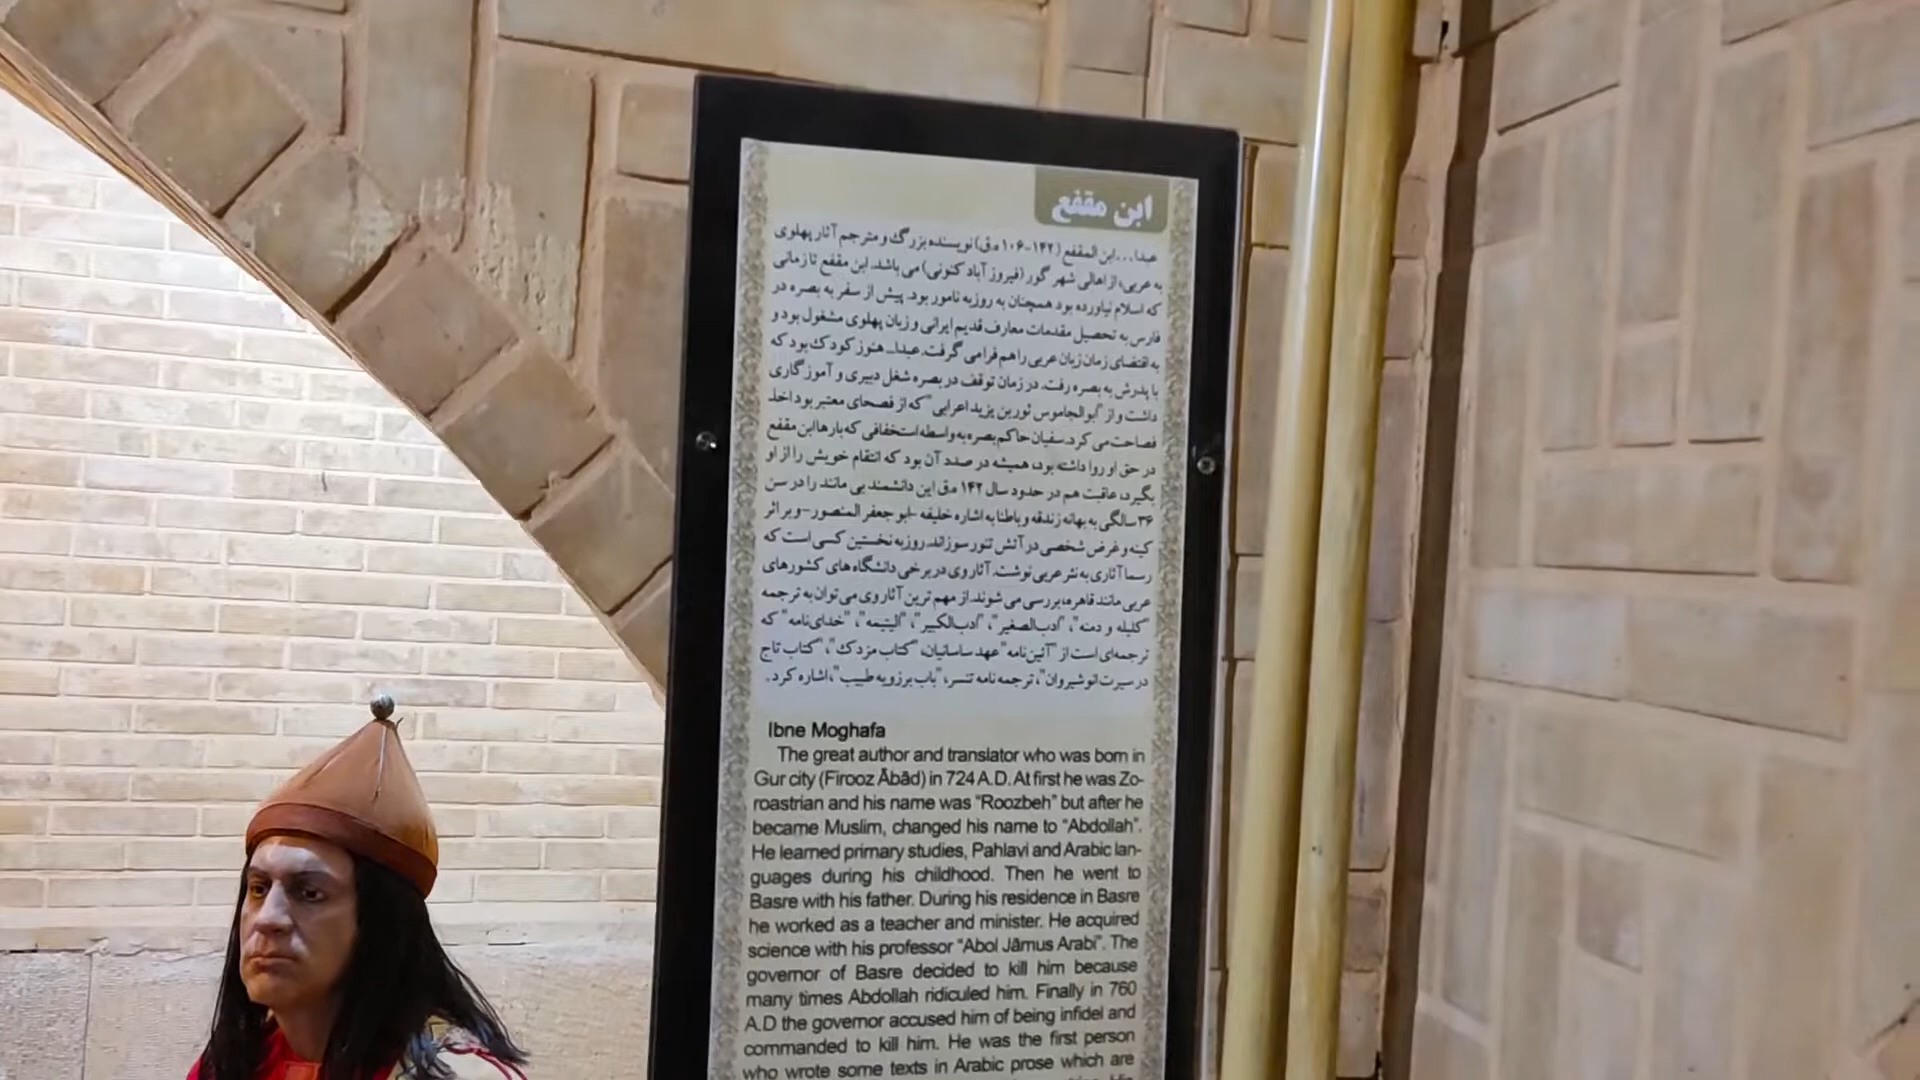 ابن مقفع
عبدا...ابن المقفع (۱۴۲-۱۰۶ ه.ق) نویسنده بزرگ و مترجم آثار پهلوی
به عربی، از اهالی شهر گور (فیروز آباد کنونی) می باشد. ابن مقفع تا زمانی
که اسلام نیاورده بود همچنان به روزبه نامور بود. پیش از سفر به بصره در
فارس به تحصیل مقدمات معارف قدیم ایرانی و زبان پهلوی مشغول بود و
به اقتضای زمان زبان عربی را هم فرا می گرفت. عبدا... هنوز کودک بود که
با پدرش به بصره رفت. در زمان توقف در بصره شغل دبیری و آموزگاری
داشت و از "ابوالجاموس ثوربن یزید اعرابی" که از فصحای معتبر بود اخذ
فصاحت می کرد. سفیان حاکم بصره به واسطه استخفافی که بارها ابن مقفع
در حق او روا داشته بود، همیشه در صدد آن بود که انتقام خویش را از او
بگیرد، عاقبت هم در حدود سال ۱۴۲ ه.ق این دانشمند بی مانند را در سن
۳۶ سالگی به بهانه زندقه و باطنا به اشاره خلیفه -ابو جعفر المنصور- و بر اثر
کینه و غرض شخصی در آتش تنور سوزاند. روزبه نخستین کسی است که
رسما آثاری به نثر عربی نوشت. آثار وی در برخی دانشگاه های کشورهای
عربی مانند قاهره، بررسی می شوند. از مهم ترین آثار وی می توان به ترجمه
"کلیله و دمنه"، "ادب الصغیر"، "ادب الکبیر"، "الیتیمه"، "خدای نامه" که
ترجمه‌ای است از "آئین نامه" عهد ساسانیان، "کتاب مزدک"، "کتاب تاج
در سیرت انوشیروان"، ترجمه نامه تنسر، "باب برزویه طبیب"، اشاره کرد.
Ibne Moghafa
The great author and translator who was born in
Gur city (Firooz Ābād) in 724 A.D. At first he was Zo-
roastrian and his name was "Roozbeh" but after he
became Muslim, changed his name to "Abdollah".
He learned primary studies, Pahlavi and Arabic lan-
guages during his childhood. Then he went to
Basre with his father. During his residence in Basre
he worked as a teacher and minister. He acquired
science with his professor "Abol Jāmus Arabi". The
governor of Basre decided to kill him because
many times Abdollah ridiculed him. Finally in 760
A.D the governor accused him of being infidel and
commanded to kill him. He was the first person
who wrote some texts in Arabic prose which are